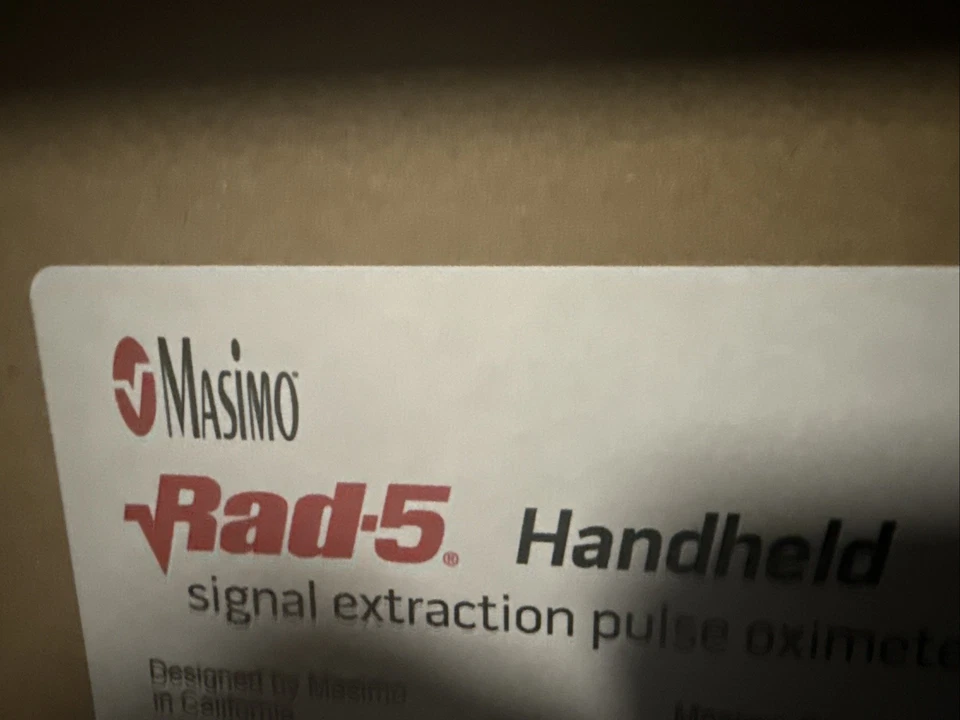 Masimo
Rad-5® Handheld
signal extraction pulse oximete
Designed by Masimo
in California